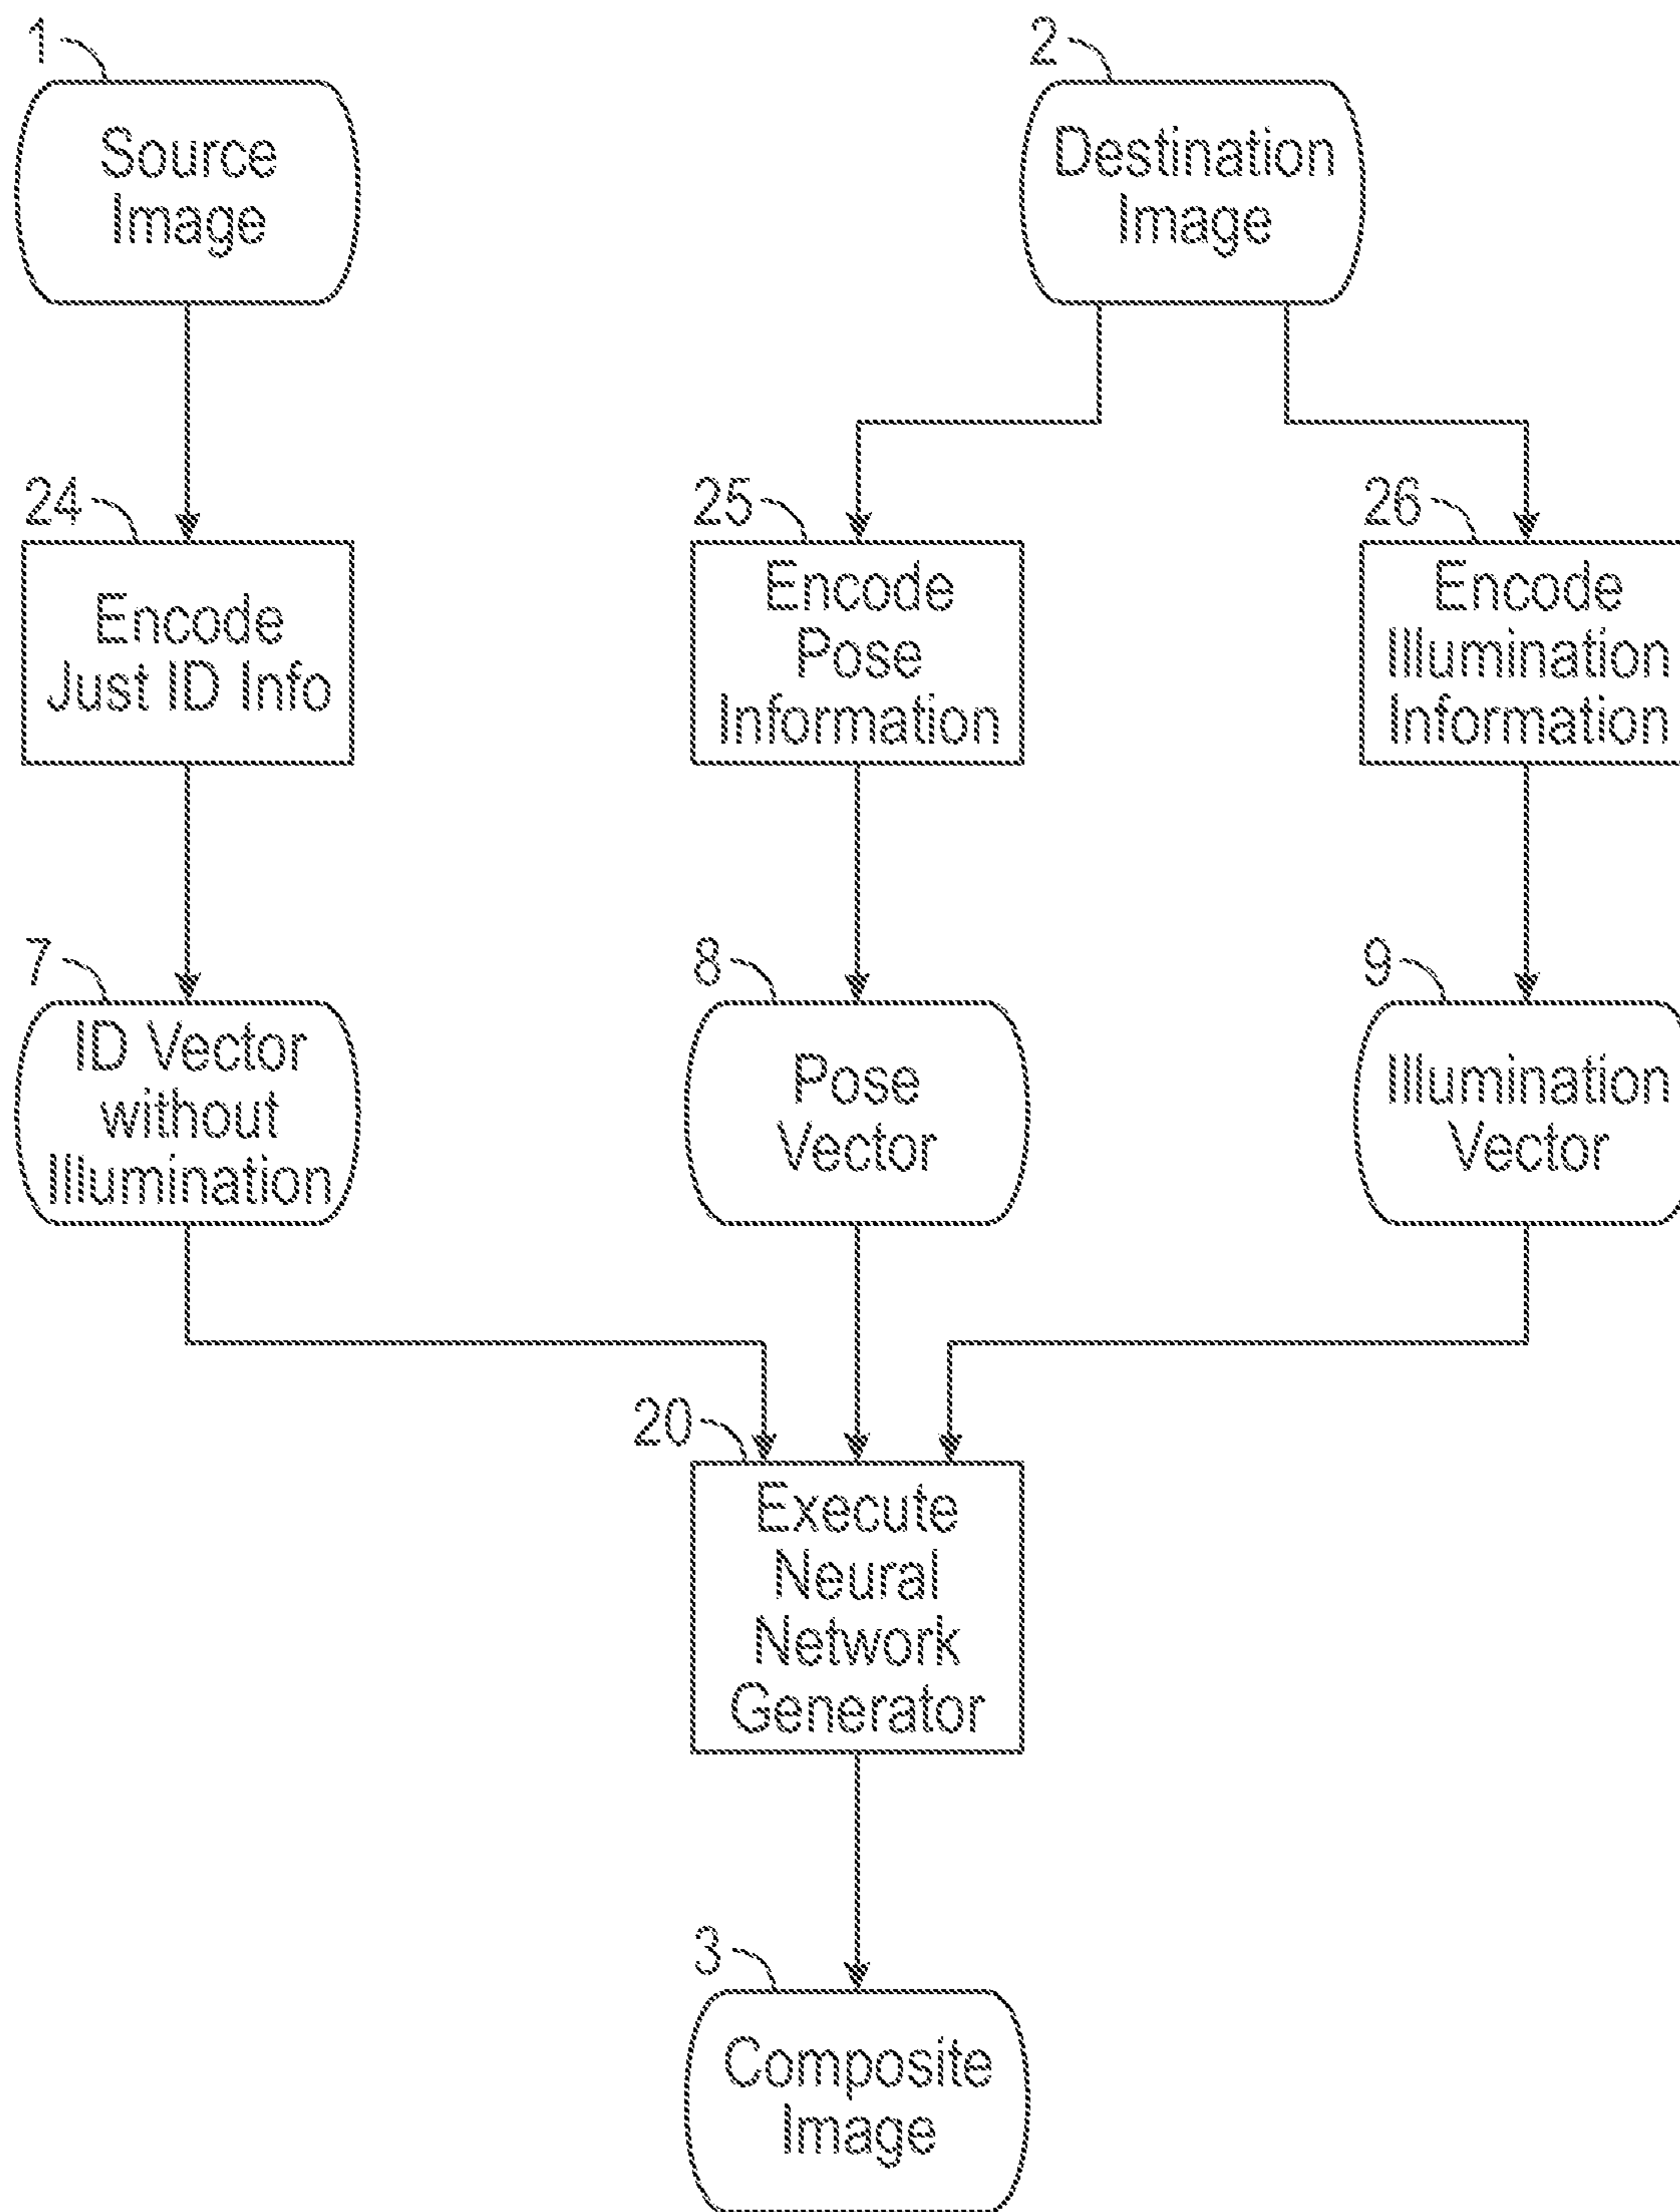 1
Source
Image
2
Destination
Image
24
Encode
Just ID Info
25
Encode
Pose
Information
26
Encode
Illumination
Information
7
ID Vector
without
Illumination
8
Pose
Vector
9
Illumination
Vector
20
Execute
Neural
Network
Generator
3
Composite
Image